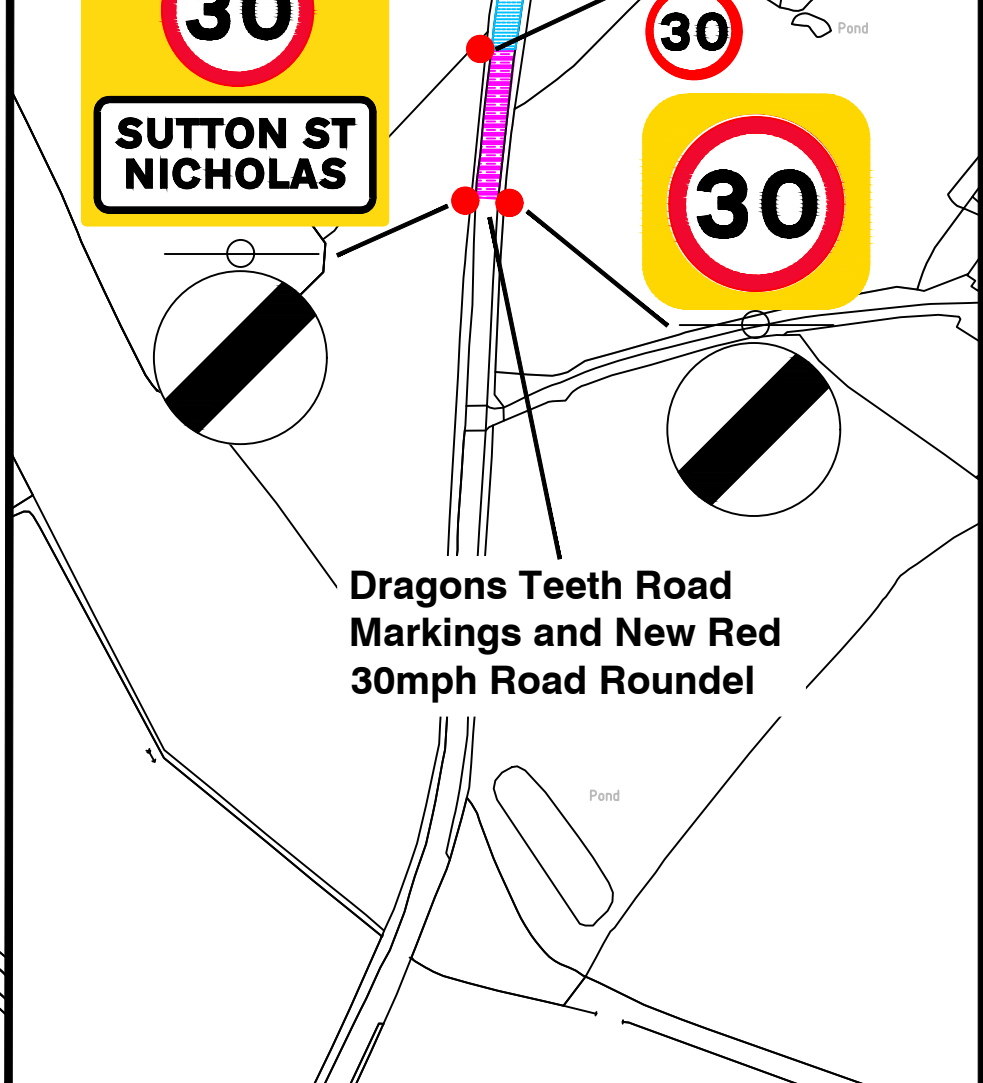 30
30
Pond
SUTTON ST
NICHOLAS
30
Dragons Teeth Road
Markings and New Red
30mph Road Roundel
Pond